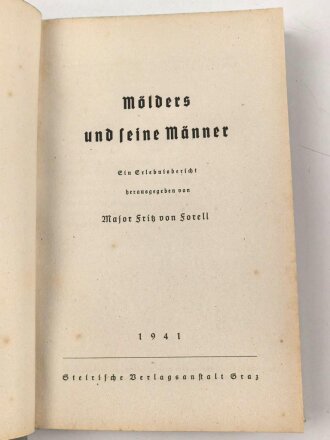 Mölders
und seine Männer
Ein Erlebnisbericht
herausgegeben von
Major Fritz von Forell
1941
Steirische Verlagsanstalt Graz